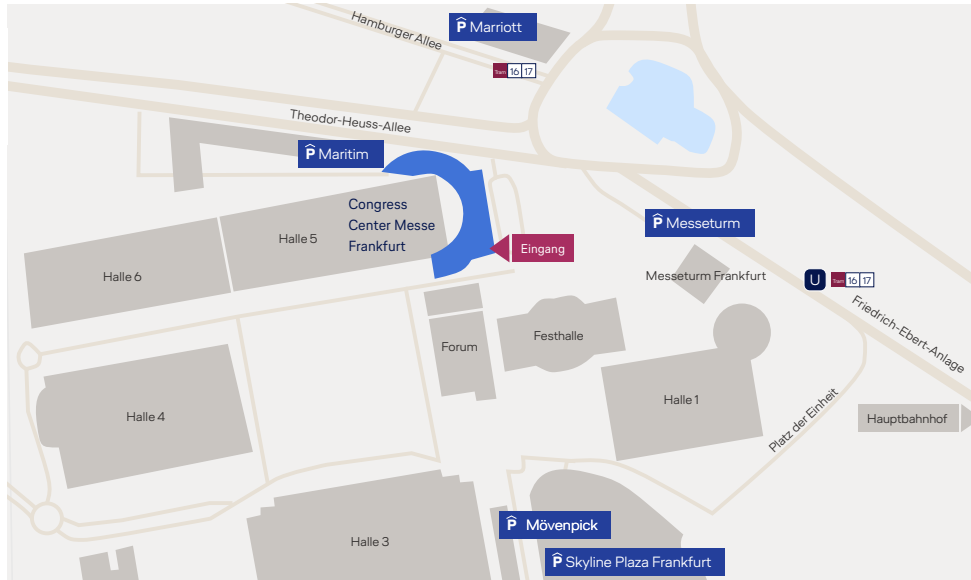 Hamburger Allee
P Marriott
Tram 16 17
Theodor-Heuss-Allee
P Maritim
Congress
Center Messe
Frankfurt
Halle 5
Halle 6
Eingang
P Messeturm
Messeturm Frankfurt
U Tram 16 17
Friedrich-Ebert-Anlage
Forum
Festhalle
Halle 1
Halle 4
Platz der Einheit
Hauptbahnhof
Halle 3
P Mövenpick
P Skyline Plaza Frankfurt